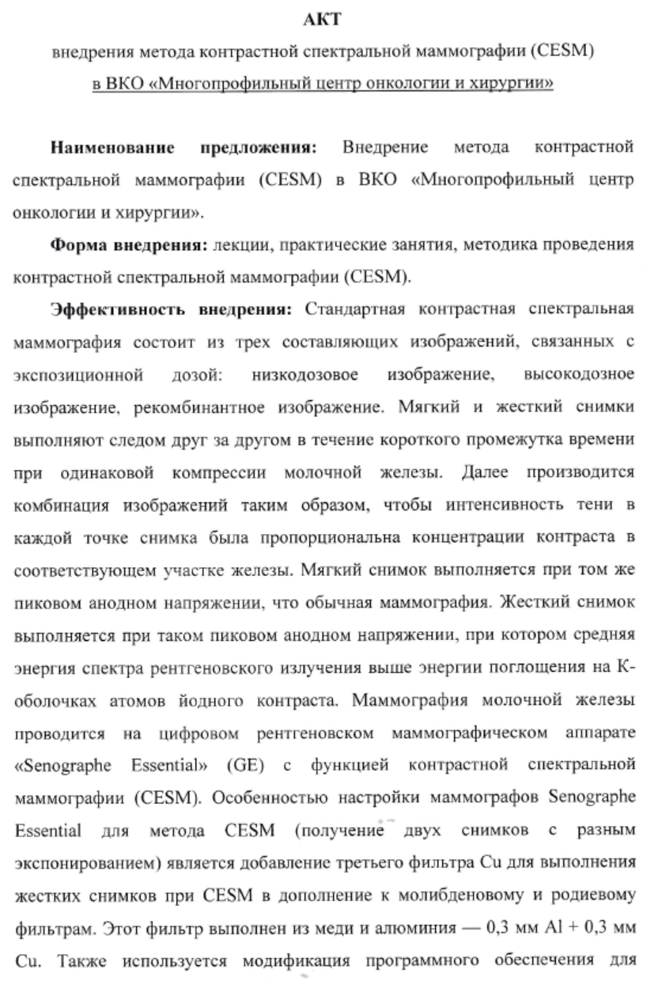 АКТ
внедрения метода контрастной спектральной маммографии (CESM)
в ВКО «Многопрофильный центр онкологии и хирургии»
Наименование предложения: Внедрение метода контрастной
спектральной маммографии (CESM) в ВКО «Многопрофильный центр
онкологии и хирургии».
Форма внедрения: лекции, практические занятия, методика проведения
контрастной спектральной маммографии (CESM).
Эффективность внедрения: Стандартная контрастная спектральная
маммография состоит из трех составляющих изображений, связанных с
экспозиционной дозой: низкодозовое изображение, высокодозное
изображение, рекомбинантное изображение. Мягкий и жесткий снимки
выполняют следом друг за другом в течение короткого промежутка времени
при одинаковой компрессии молочной железы. Далее производится
комбинация изображений таким образом, чтобы интенсивность тени в
каждой точке снимка была пропорциональна концентрации контраста в
соответствующем участке железы. Мягкий снимок выполняется при том же
пиковом анодном напряжении, что обычная маммография. Жесткий снимок
выполняется при таком пиковом анодном напряжении, при котором средняя
энергия спектра рентгеновского излучения выше энергии поглощения на К-
оболочках атомов йодного контраста. Маммография молочной железы
проводится на цифровом рентгеновском маммографическом аппарате
«Senographe Essential» (GE) с функцией контрастной спектральной
маммографии (CESM). Особенностью настройки маммографов Senographe
Essential для метода CESM (получение двух снимков с разным
экспонированием) является добавление третьего фильтра Cu для выполнения
жестких снимков при CESM в дополнение к молибденовому и родиевому
фильтрам. Этот фильтр выполнен из меди и алюминия — 0,3 мм Al + 0,3 мм
Cu. Также используется модификация программного обеспечения для